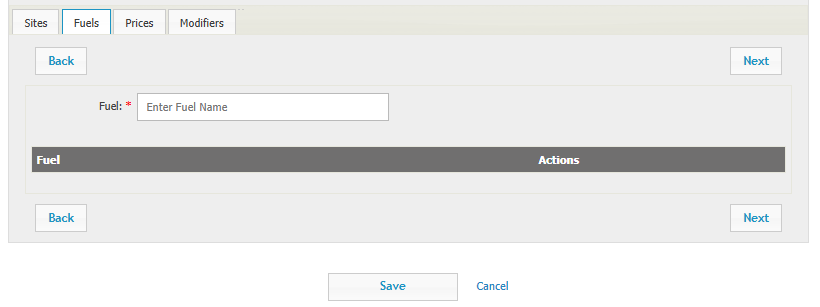 Sites Fuels Prices Modifiers
Back Next
Fuel: * Enter Fuel Name
Fuel Actions
Back Next
Save Cancel